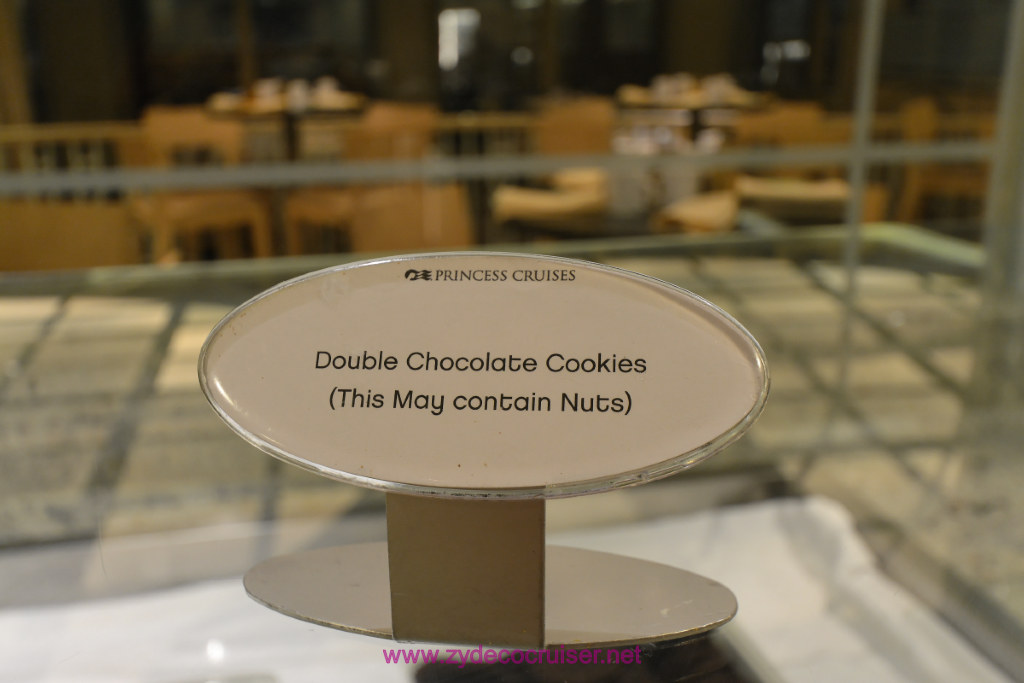 PRINCESS CRUISES
Double Chocolate Cookies
(This May contain Nuts)
www.zydecocruiser.net